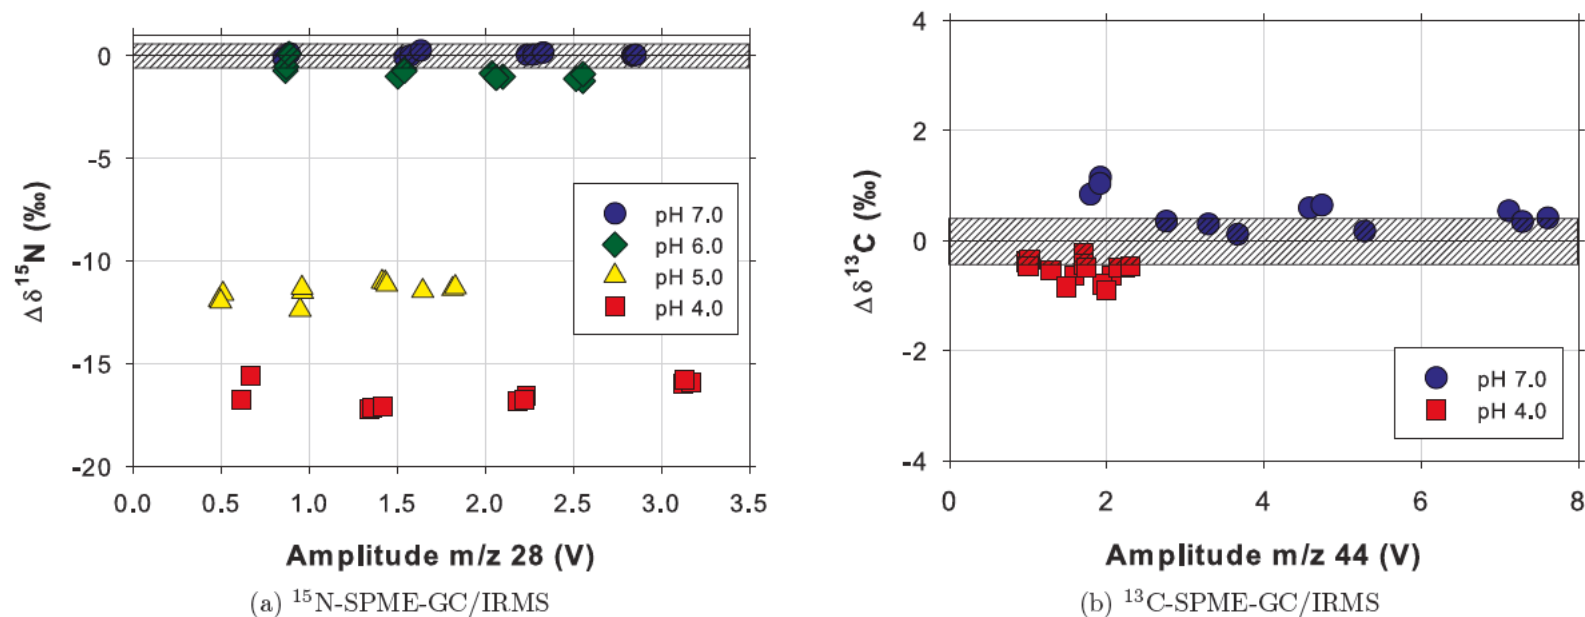 0
-5
-10
-15
-20
Δδ¹⁵N (‰)
pH 7.0
pH 6.0
pH 5.0
pH 4.0
0.0 0.5 1.0 1.5 2.0 2.5 3.0 3.5
Amplitude m/z 28 (V)
(a) ¹⁵N-SPME-GC/IRMS
4
2
0
-2
-4
Δδ¹³C (‰)
pH 7.0
pH 4.0
0 2 4 6 8
Amplitude m/z 44 (V)
(b) ¹³C-SPME-GC/IRMS